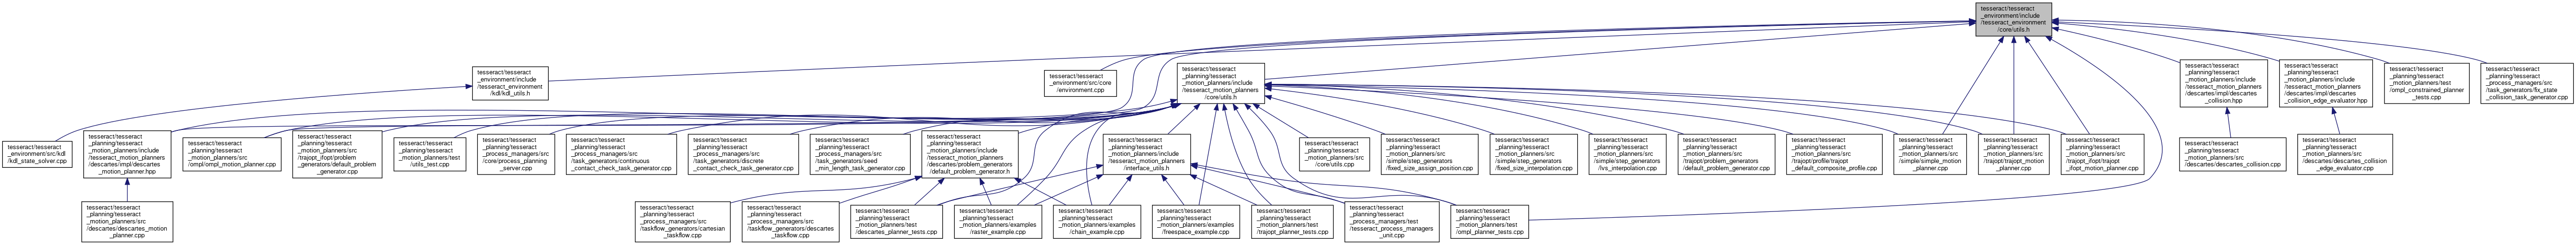 tesseract/tesseract
_environment/include
/tesseract_environment
/core/utils.h
tesseract/tesseract
_environment/include
/tesseract_environment
/kdl/kdl_utils.h
tesseract/tesseract
_environment/src/core
/environment.cpp
tesseract/tesseract
_planning/tesseract
_motion_planners/include
/tesseract_motion_planners
/core/utils.h
tesseract/tesseract
_planning/tesseract
_motion_planners/include
/tesseract_motion_planners
/descartes/impl/descartes
_collision.hpp
tesseract/tesseract
_planning/tesseract
_motion_planners/include
/tesseract_motion_planners
/descartes/impl/descartes
_collision_edge_evaluator.hpp
tesseract/tesseract
_planning/tesseract
_motion_planners/test
/ompl_constrained_planner
_tests.cpp
tesseract/tesseract
_planning/tesseract
_process_managers/src
/task_generators/fix_state
_collision_task_generator.cpp
tesseract/tesseract
_environment/src/kdl
/kdl_state_solver.cpp
tesseract/tesseract
_planning/tesseract
_motion_planners/include
/tesseract_motion_planners
/descartes/impl/descartes
_motion_planner.hpp
tesseract/tesseract
_planning/tesseract
_motion_planners/src
/ompl/ompl_motion_planner.cpp
tesseract/tesseract
_planning/tesseract
_motion_planners/src
/trajopt_ifopt/problem
_generators/default_problem
_generator.cpp
tesseract/tesseract
_planning/tesseract
_motion_planners/test
/utils_test.cpp
tesseract/tesseract
_planning/tesseract
_process_managers/src
/core/process_planning
_server.cpp
tesseract/tesseract
_planning/tesseract
_process_managers/src
/task_generators/continuous
_contact_check_task_generator.cpp
tesseract/tesseract
_planning/tesseract
_process_managers/src
/task_generators/discrete
_contact_check_task_generator.cpp
tesseract/tesseract
_planning/tesseract
_process_managers/src
/task_generators/seed
_min_length_task_generator.cpp
tesseract/tesseract
_planning/tesseract
_motion_planners/include
/tesseract_motion_planners
/descartes/problem_generators
/default_problem_generator.h
tesseract/tesseract
_planning/tesseract
_motion_planners/include
/tesseract_motion_planners
/interface_utils.h
tesseract/tesseract
_planning/tesseract
_motion_planners/src
/core/utils.cpp
tesseract/tesseract
_planning/tesseract
_motion_planners/src
/simple/step_generators
/fixed_size_assign_position.cpp
tesseract/tesseract
_planning/tesseract
_motion_planners/src
/simple/step_generators
/fixed_size_interpolation.cpp
tesseract/tesseract
_planning/tesseract
_motion_planners/src
/simple/step_generators
/lvs_interpolation.cpp
tesseract/tesseract
_planning/tesseract
_motion_planners/src
/trajopt/problem_generators
/default_problem_generator.cpp
tesseract/tesseract
_planning/tesseract
_motion_planners/src
/trajopt/profile/trajopt
_default_composite_profile.cpp
tesseract/tesseract
_planning/tesseract
_motion_planners/src
/simple/simple_motion
_planner.cpp
tesseract/tesseract
_planning/tesseract
_motion_planners/src
/trajopt/trajopt_motion
_planner.cpp
tesseract/tesseract
_planning/tesseract
_motion_planners/src
/trajopt_ifopt/trajopt
_ifopt_motion_planner.cpp
tesseract/tesseract
_planning/tesseract
_motion_planners/src
/descartes/descartes_collision.cpp
tesseract/tesseract
_planning/tesseract
_motion_planners/src
/descartes/descartes_collision
_edge_evaluator.cpp
tesseract/tesseract
_planning/tesseract
_motion_planners/src
/descartes/descartes_motion
_planner.cpp
tesseract/tesseract
_planning/tesseract
_process_managers/src
/taskflow_generators/cartesian
_taskflow.cpp
tesseract/tesseract
_planning/tesseract
_process_managers/src
/taskflow_generators/descartes
_taskflow.cpp
tesseract/tesseract
_planning/tesseract
_motion_planners/test
/descartes_planner_tests.cpp
tesseract/tesseract
_planning/tesseract
_motion_planners/examples
/raster_example.cpp
tesseract/tesseract
_planning/tesseract
_motion_planners/examples
/chain_example.cpp
tesseract/tesseract
_planning/tesseract
_motion_planners/examples
/freespace_example.cpp
tesseract/tesseract
_planning/tesseract
_motion_planners/test
/trajopt_planner_tests.cpp
tesseract/tesseract
_planning/tesseract
_process_managers/test
/tesseract_process_managers
_unit.cpp
tesseract/tesseract
_planning/tesseract
_motion_planners/test
/ompl_planner_tests.cpp